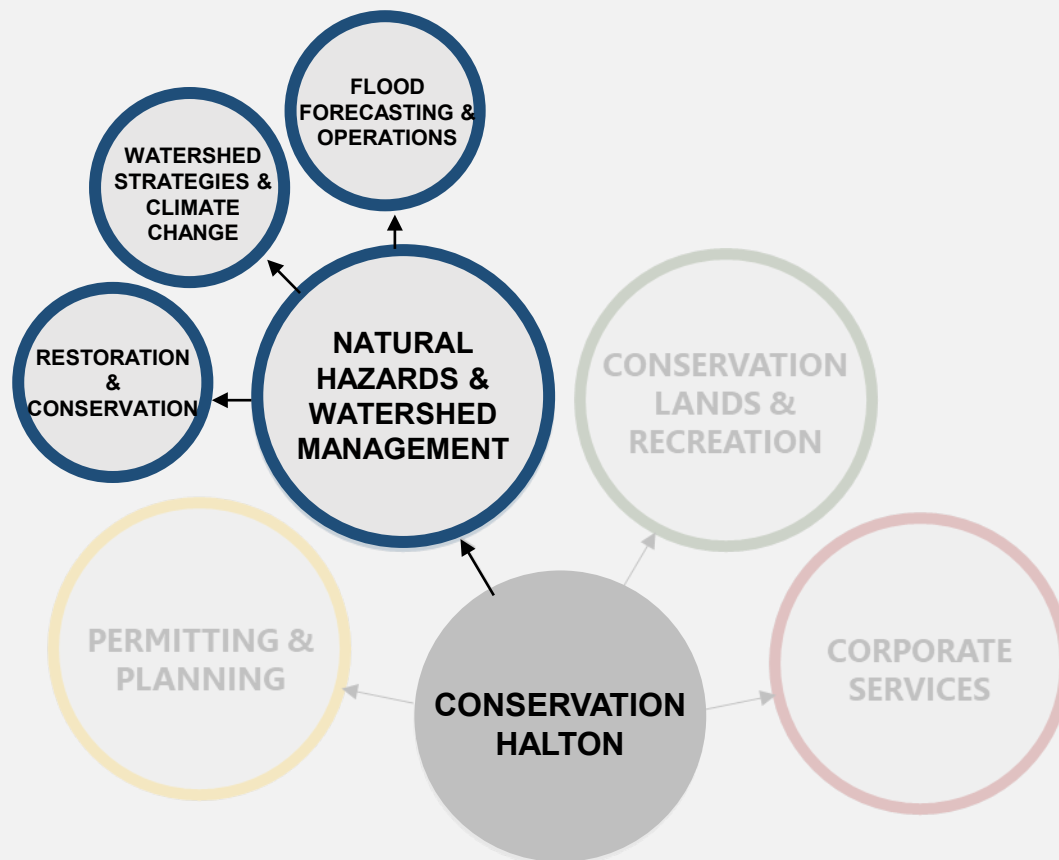 FLOOD
FORECASTING &
OPERATIONS
WATERSHED
STRATEGIES &
CLIMATE
CHANGE
RESTORATION
&
CONSERVATION
NATURAL
HAZARDS &
WATERSHED
MANAGEMENT
CONSERVATION
LANDS &
RECREATION
PERMITTING &
PLANNING
CONSERVATION
HALTON
CORPORATE
SERVICES